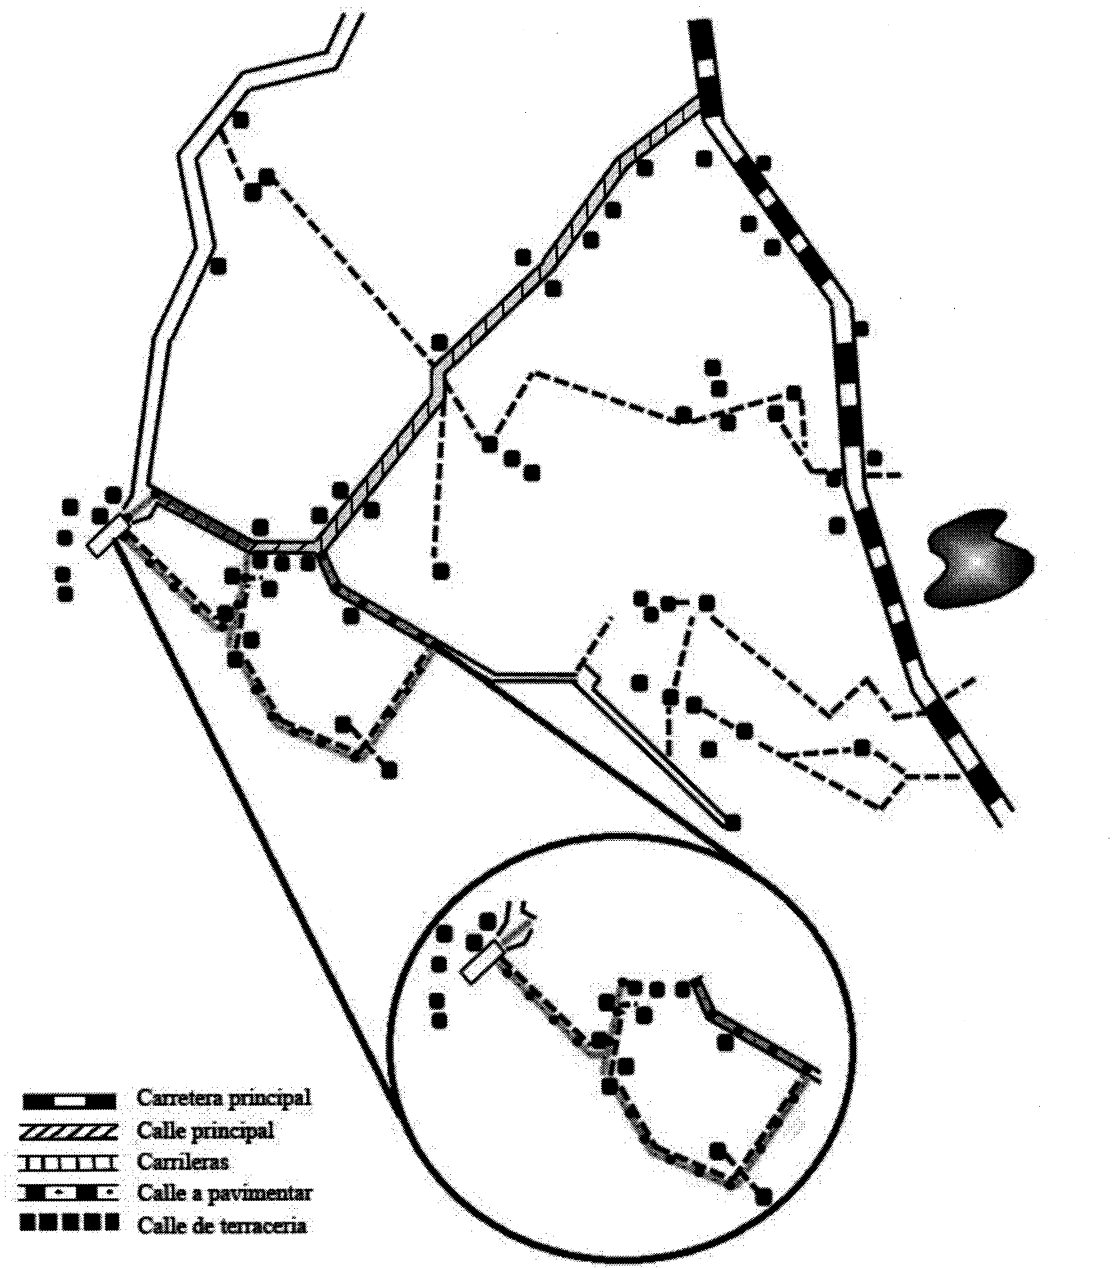 Carretera principal
Calle principal
Carrileras
Calle a pavimentar
Calle de terraceria